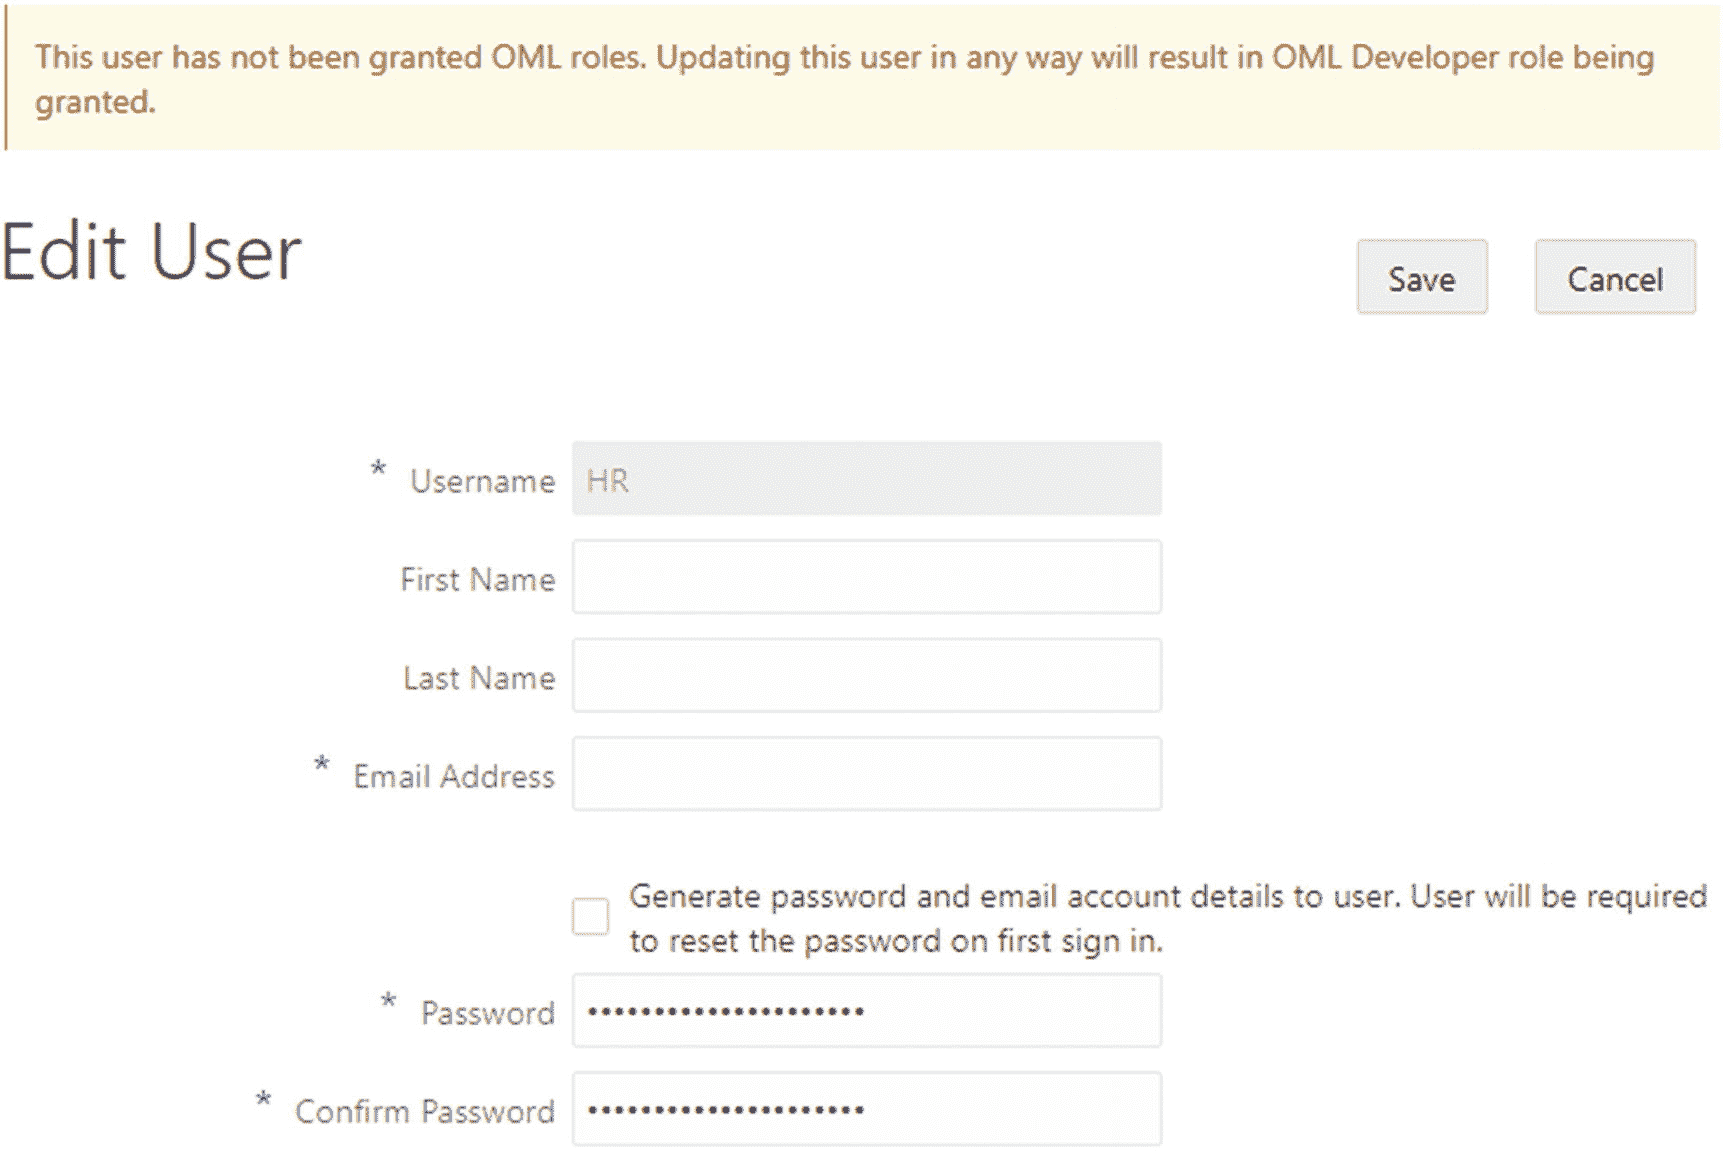 This user has not been granted OML roles. Updating this user in any way will result in OML Developer role being
granted.
Edit User
Save Cancel
* Username HR
First Name
Last Name
* Email Address
Generate password and email account details to user. User will be required
to reset the password on first sign in.
* Password •••••••••••••••••••••
* Confirm Password •••••••••••••••••••••